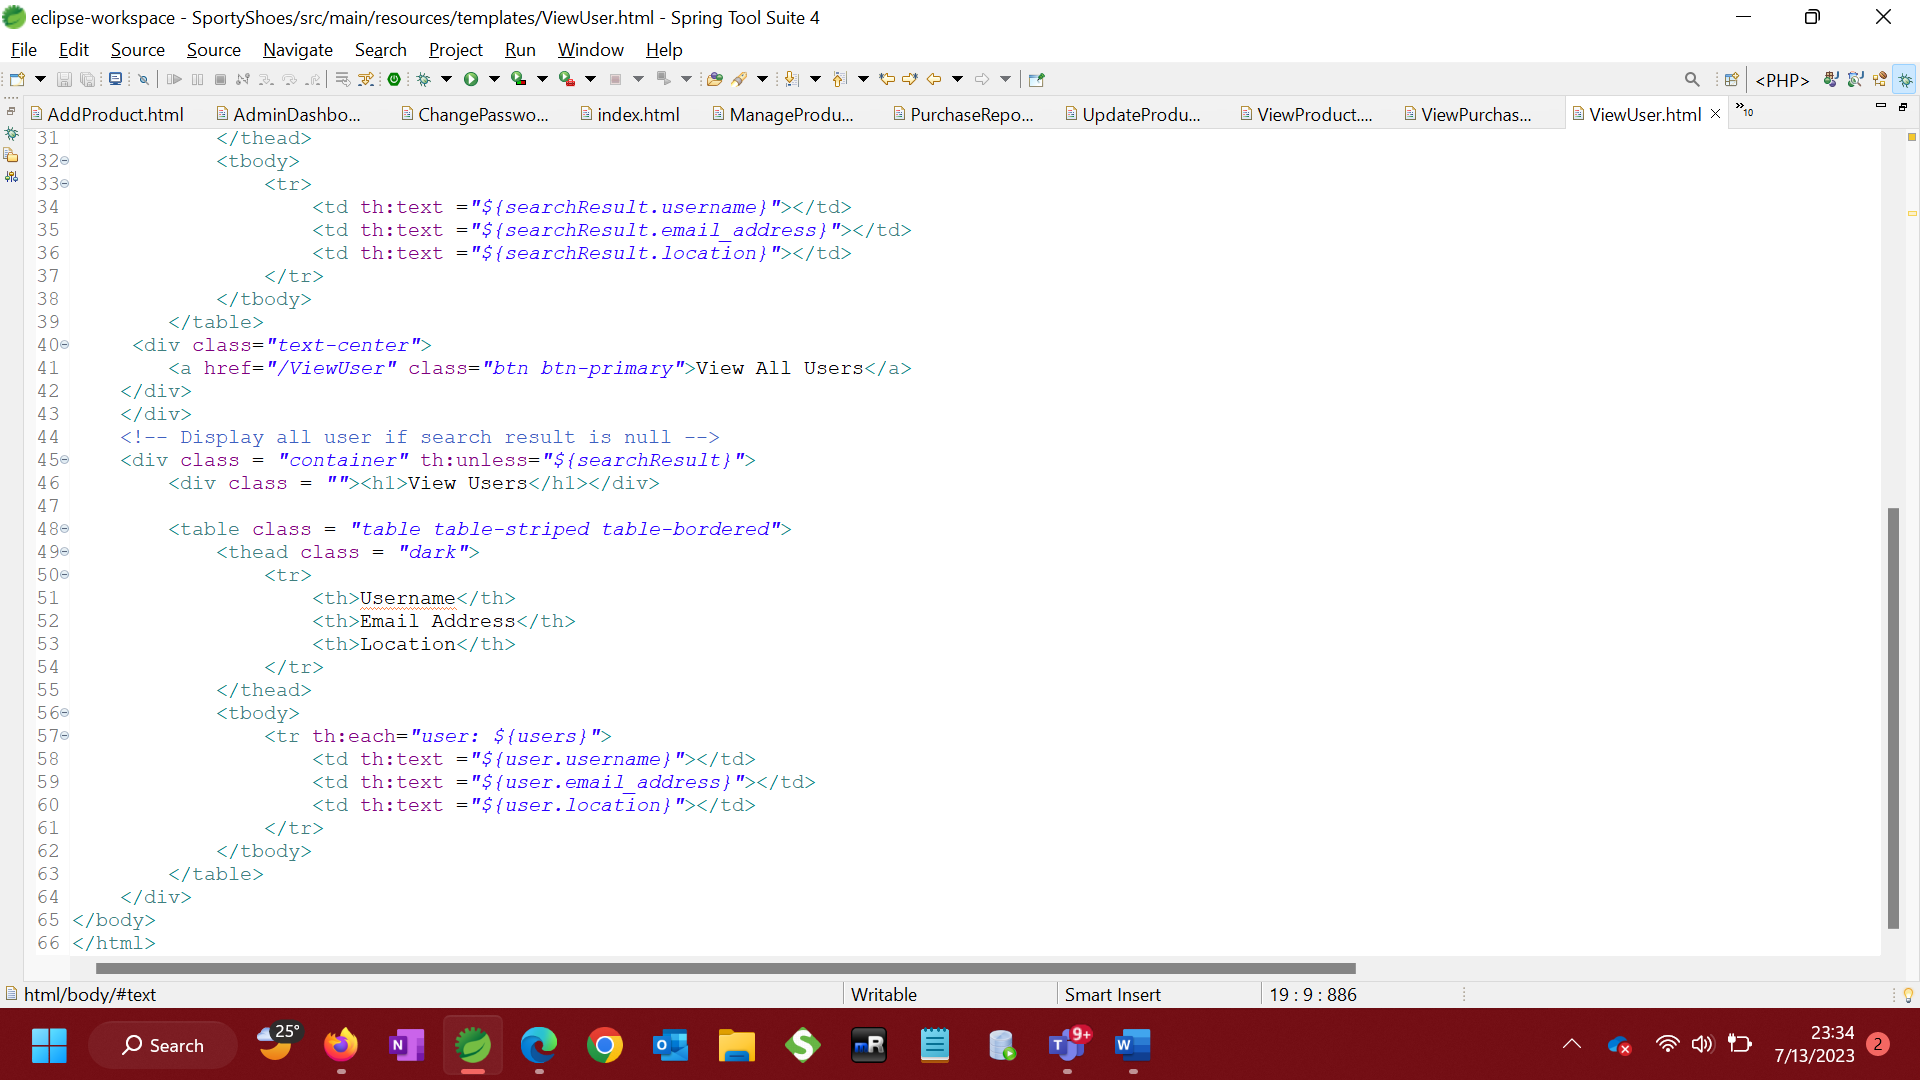 eclipse-workspace - SportyShoes/src/main/resources/templates/ViewUser.html - Spring Tool Suite 4
File Edit Source Source Navigate Search Project Run Window Help
<PHP>
AddProduct.html AdminDashbo... ChangePasswo... index.html ManageProdu... PurchaseRepo... UpdateProdu... ViewProduct.... ViewPurchas... ViewUser.html »10
31 </thead>
32 <tbody>
33 <tr>
34 <td th:text ="${searchResult.username}"></td>
35 <td th:text ="${searchResult.email_address}"></td>
36 <td th:text ="${searchResult.location}"></td>
37 </tr>
38 </tbody>
39 </table>
40 <div class="text-center">
41 <a href="/ViewUser" class="btn btn-primary">View All Users</a>
42 </div>
43 </div>
44 <!-- Display all user if search result is null -->
45 <div class = "container" th:unless="${searchResult}">
46 <div class = ""><h1>View Users</h1></div>
47
48 <table class = "table table-striped table-bordered">
49 <thead class = "dark">
50 <tr>
51 <th>Username</th>
52 <th>Email Address</th>
53 <th>Location</th>
54 </tr>
55 </thead>
56 <tbody>
57 <tr th:each="user: ${users}">
58 <td th:text ="${user.username}"></td>
59 <td th:text ="${user.email_address}"></td>
60 <td th:text ="${user.location}"></td>
61 </tr>
62 </tbody>
63 </table>
64 </div>
65 </body>
66 </html>
html/body/#text Writable Smart Insert 19 : 9 : 886
Search 25° N O S mR T 9+ W 23:34
7/13/2023 2